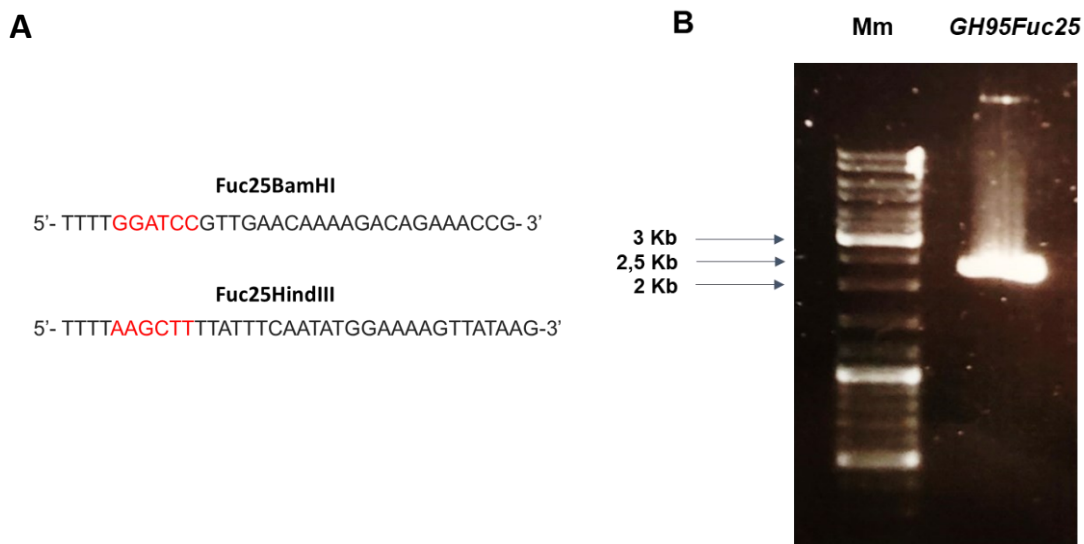 A
B
Mm GH95Fuc25
Fuc25BamHI
5’- TTTTGGATCCGTTGAACAAAAGACAGAAACCG- 3’
Fuc25HindIII
5’- TTTTAAGCTTTTATTTCAATATGGAAAAGTTATAAG-3’
3 Kb
2,5 Kb
2 Kb